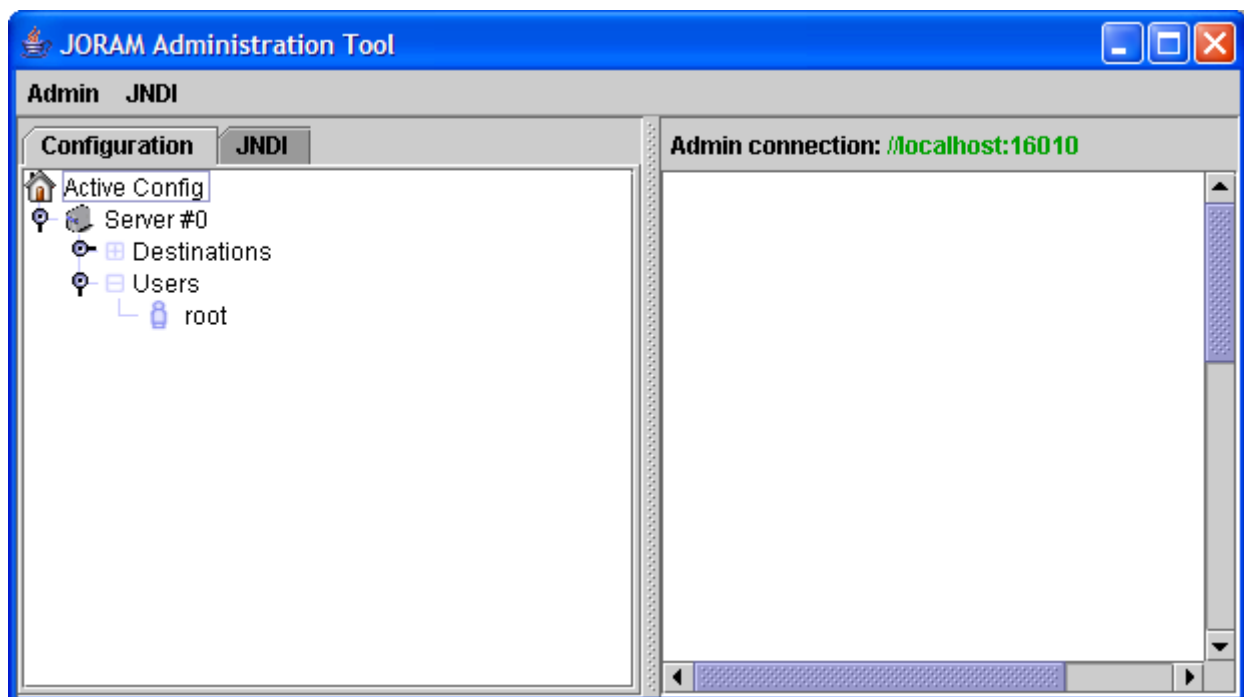 JORAM Administration Tool
Admin JNDI
Configuration JNDI
Admin connection: //localhost:16010
Active Config
Server #0
Destinations
Users
root